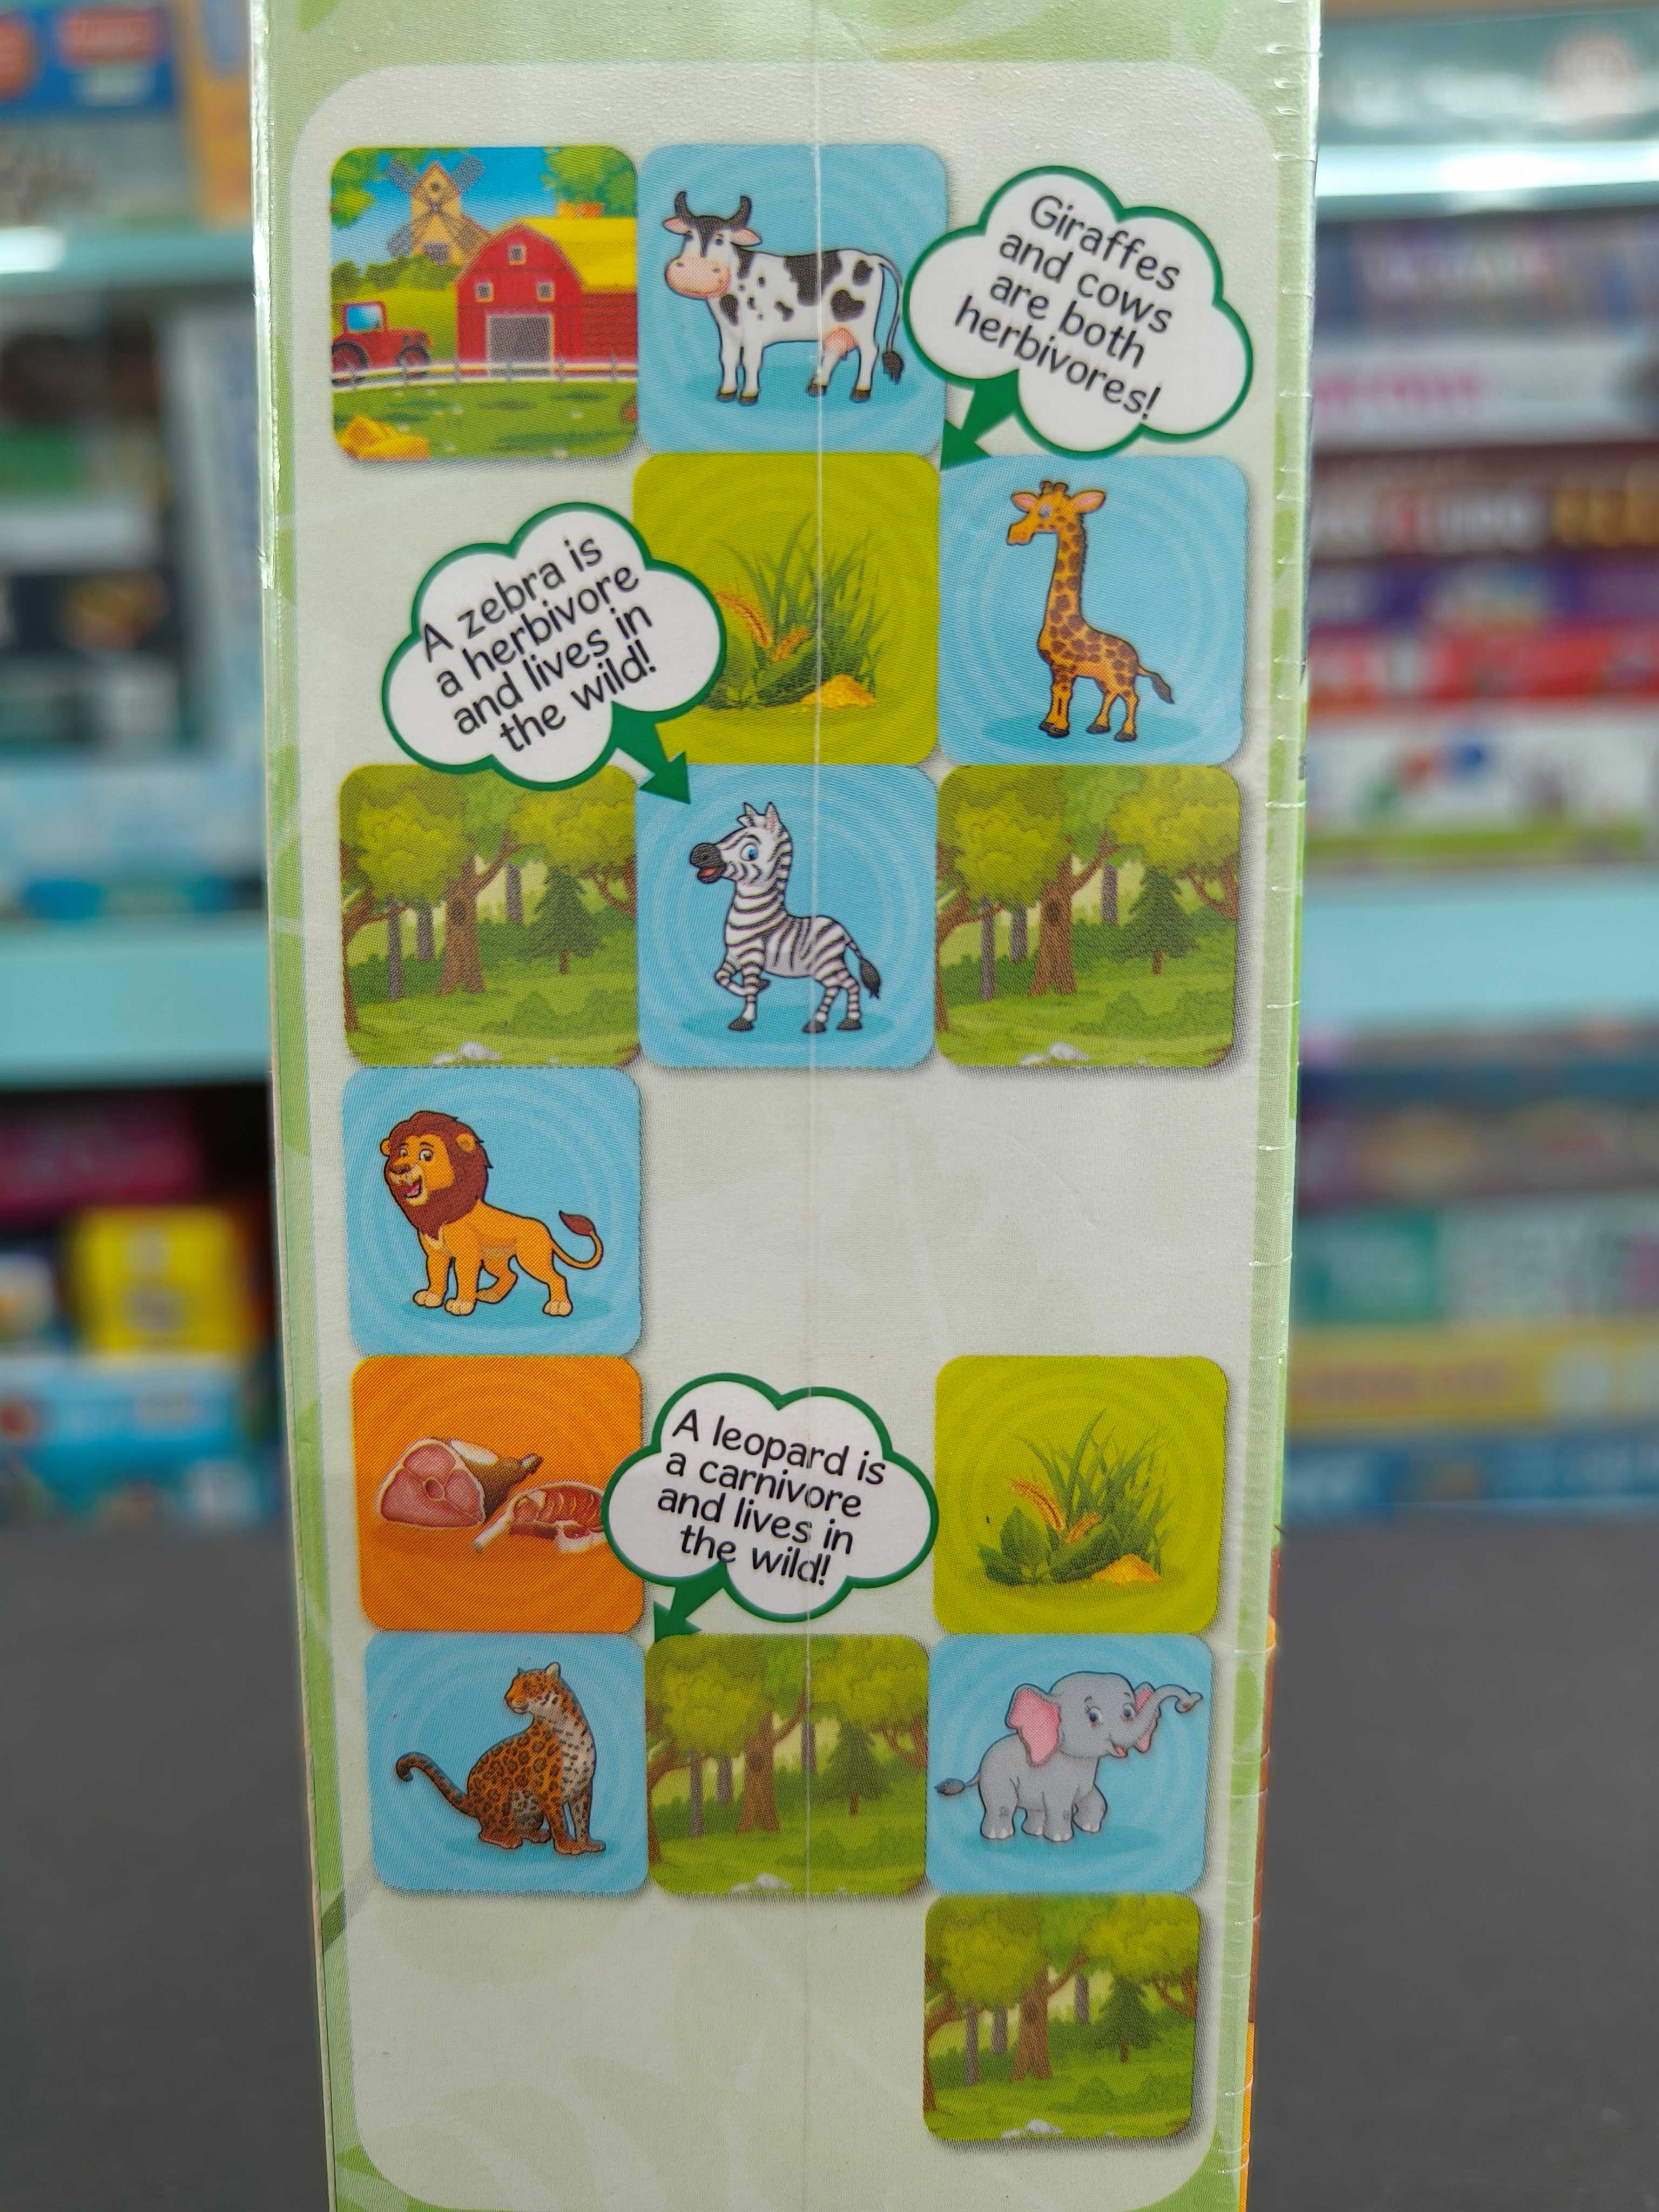 Giraffes
and cows
are both
herbivores!
A zebra is
a herbivore
and lives in
the wild!
A leopard is
a carnivore
and lives in
the wild!